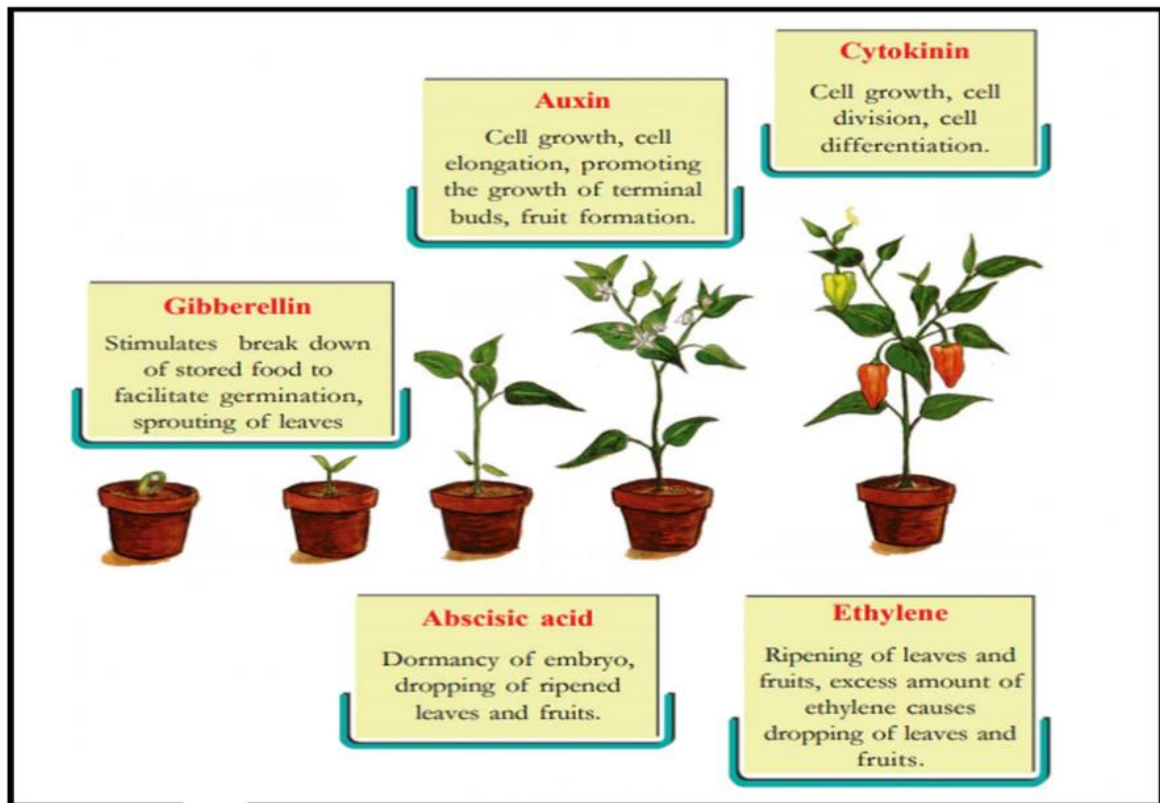 Cytokinin
Cell growth, cell
division, cell
differentiation.
Auxin
Cell growth, cell
elongation, promoting
the growth of terminal
buds, fruit formation.
Gibberellin
Stimulates break down
of stored food to
facilitate germination,
sprouting of leaves
Abscisic acid
Dormancy of embryo,
dropping of ripened
leaves and fruits.
Ethylene
Ripening of leaves and
fruits, excess amount of
ethylene causes
dropping of leaves and
fruits.